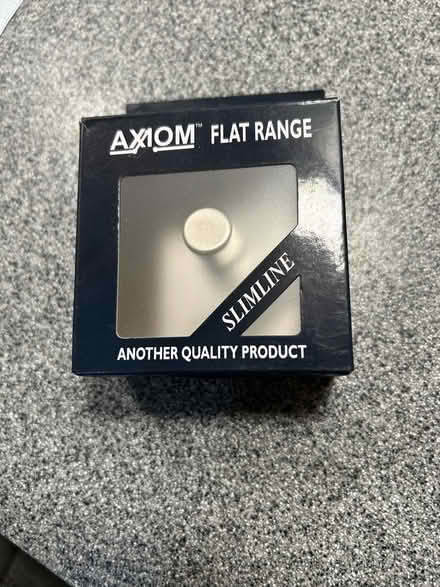 AXIOM™ FLAT RANGE
SLIMLINE
ANOTHER QUALITY PRODUCT